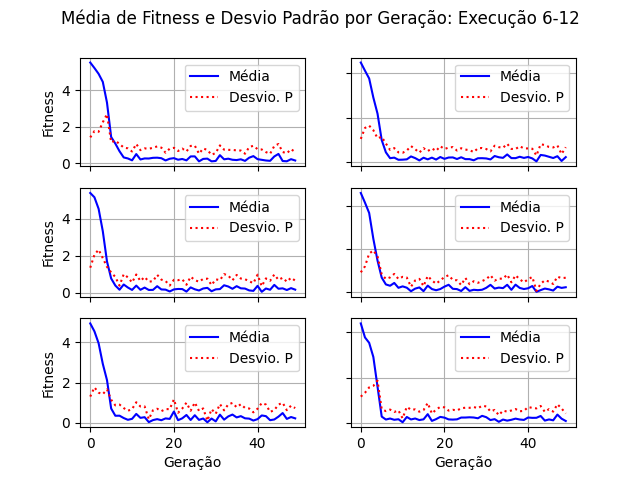 Média de Fitness e Desvio Padrão por Geração: Execução 6-12
Fitness
4
2
0
Média
Desvio. P
Média
Desvio. P
Fitness
4
2
0
Média
Desvio. P
Média
Desvio. P
Fitness
4
2
0
Média
Desvio. P
Média
Desvio. P
0 20 40
0 20 40
Geração
Geração